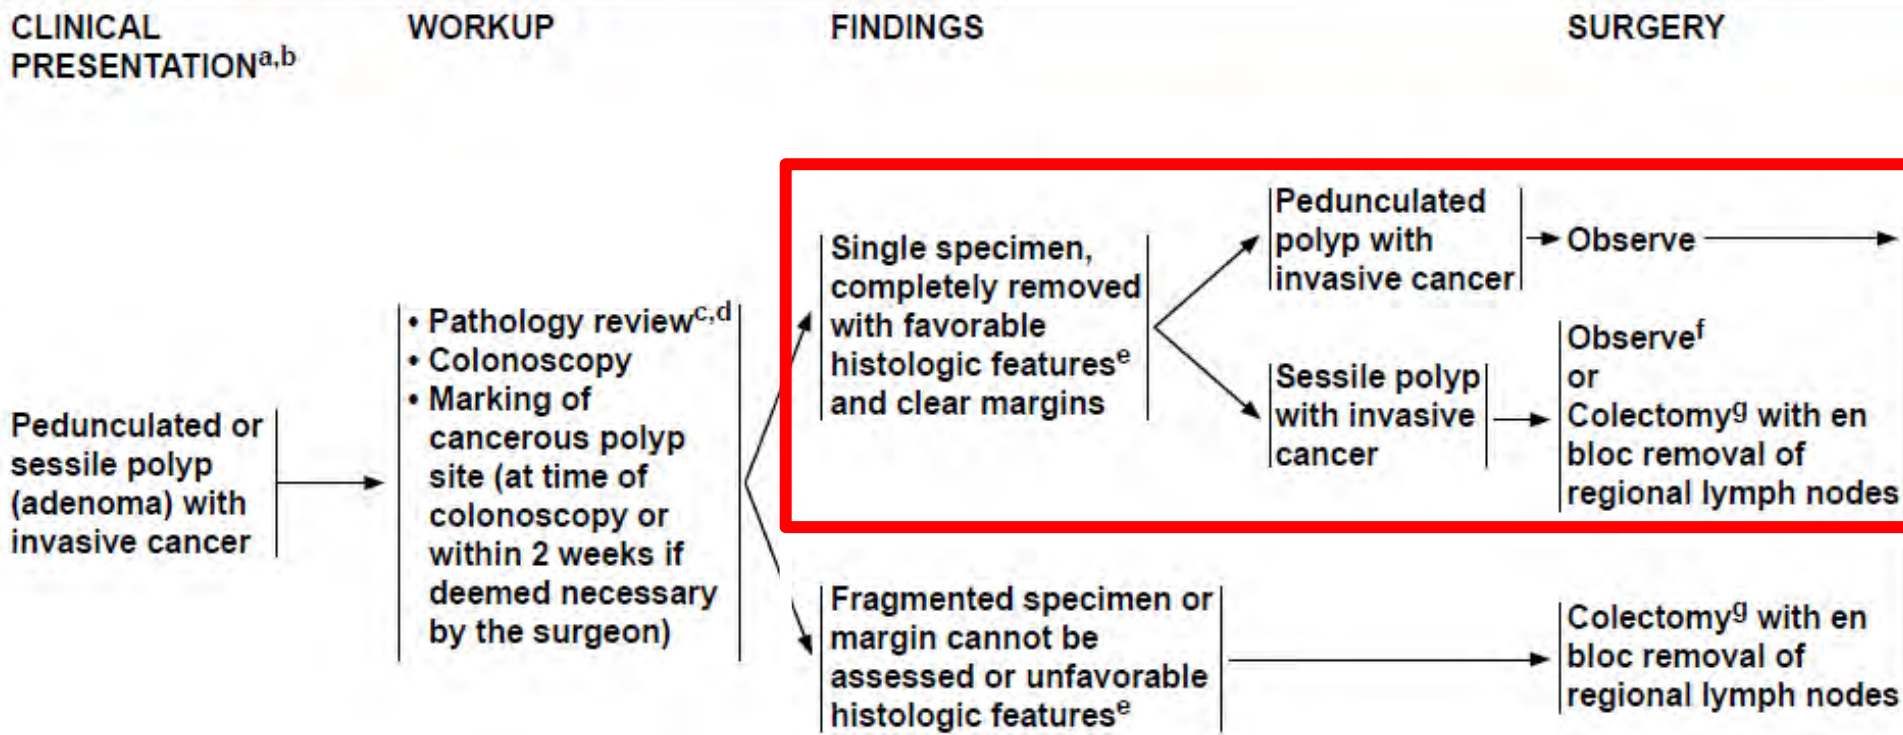 CLINICAL
PRESENTATIONa,b
WORKUP
FINDINGS
SURGERY
Pedunculated or
sessile polyp
(adenoma) with
invasive cancer
• Pathology reviewc,d
• Colonoscopy
• Marking of
cancerous polyp
site (at time of
colonoscopy or
within 2 weeks if
deemed necessary
by the surgeon)
Single specimen,
completely removed
with favorable
histologic featurese
and clear margins
Pedunculated
polyp with
invasive cancer
Observe
Sessile polyp
with invasive
cancer
Observef
or
Colectomyg with en
bloc removal of
regional lymph nodes
Fragmented specimen or
margin cannot be
assessed or unfavorable
histologic featurese
Colectomyg with en
bloc removal of
regional lymph nodes